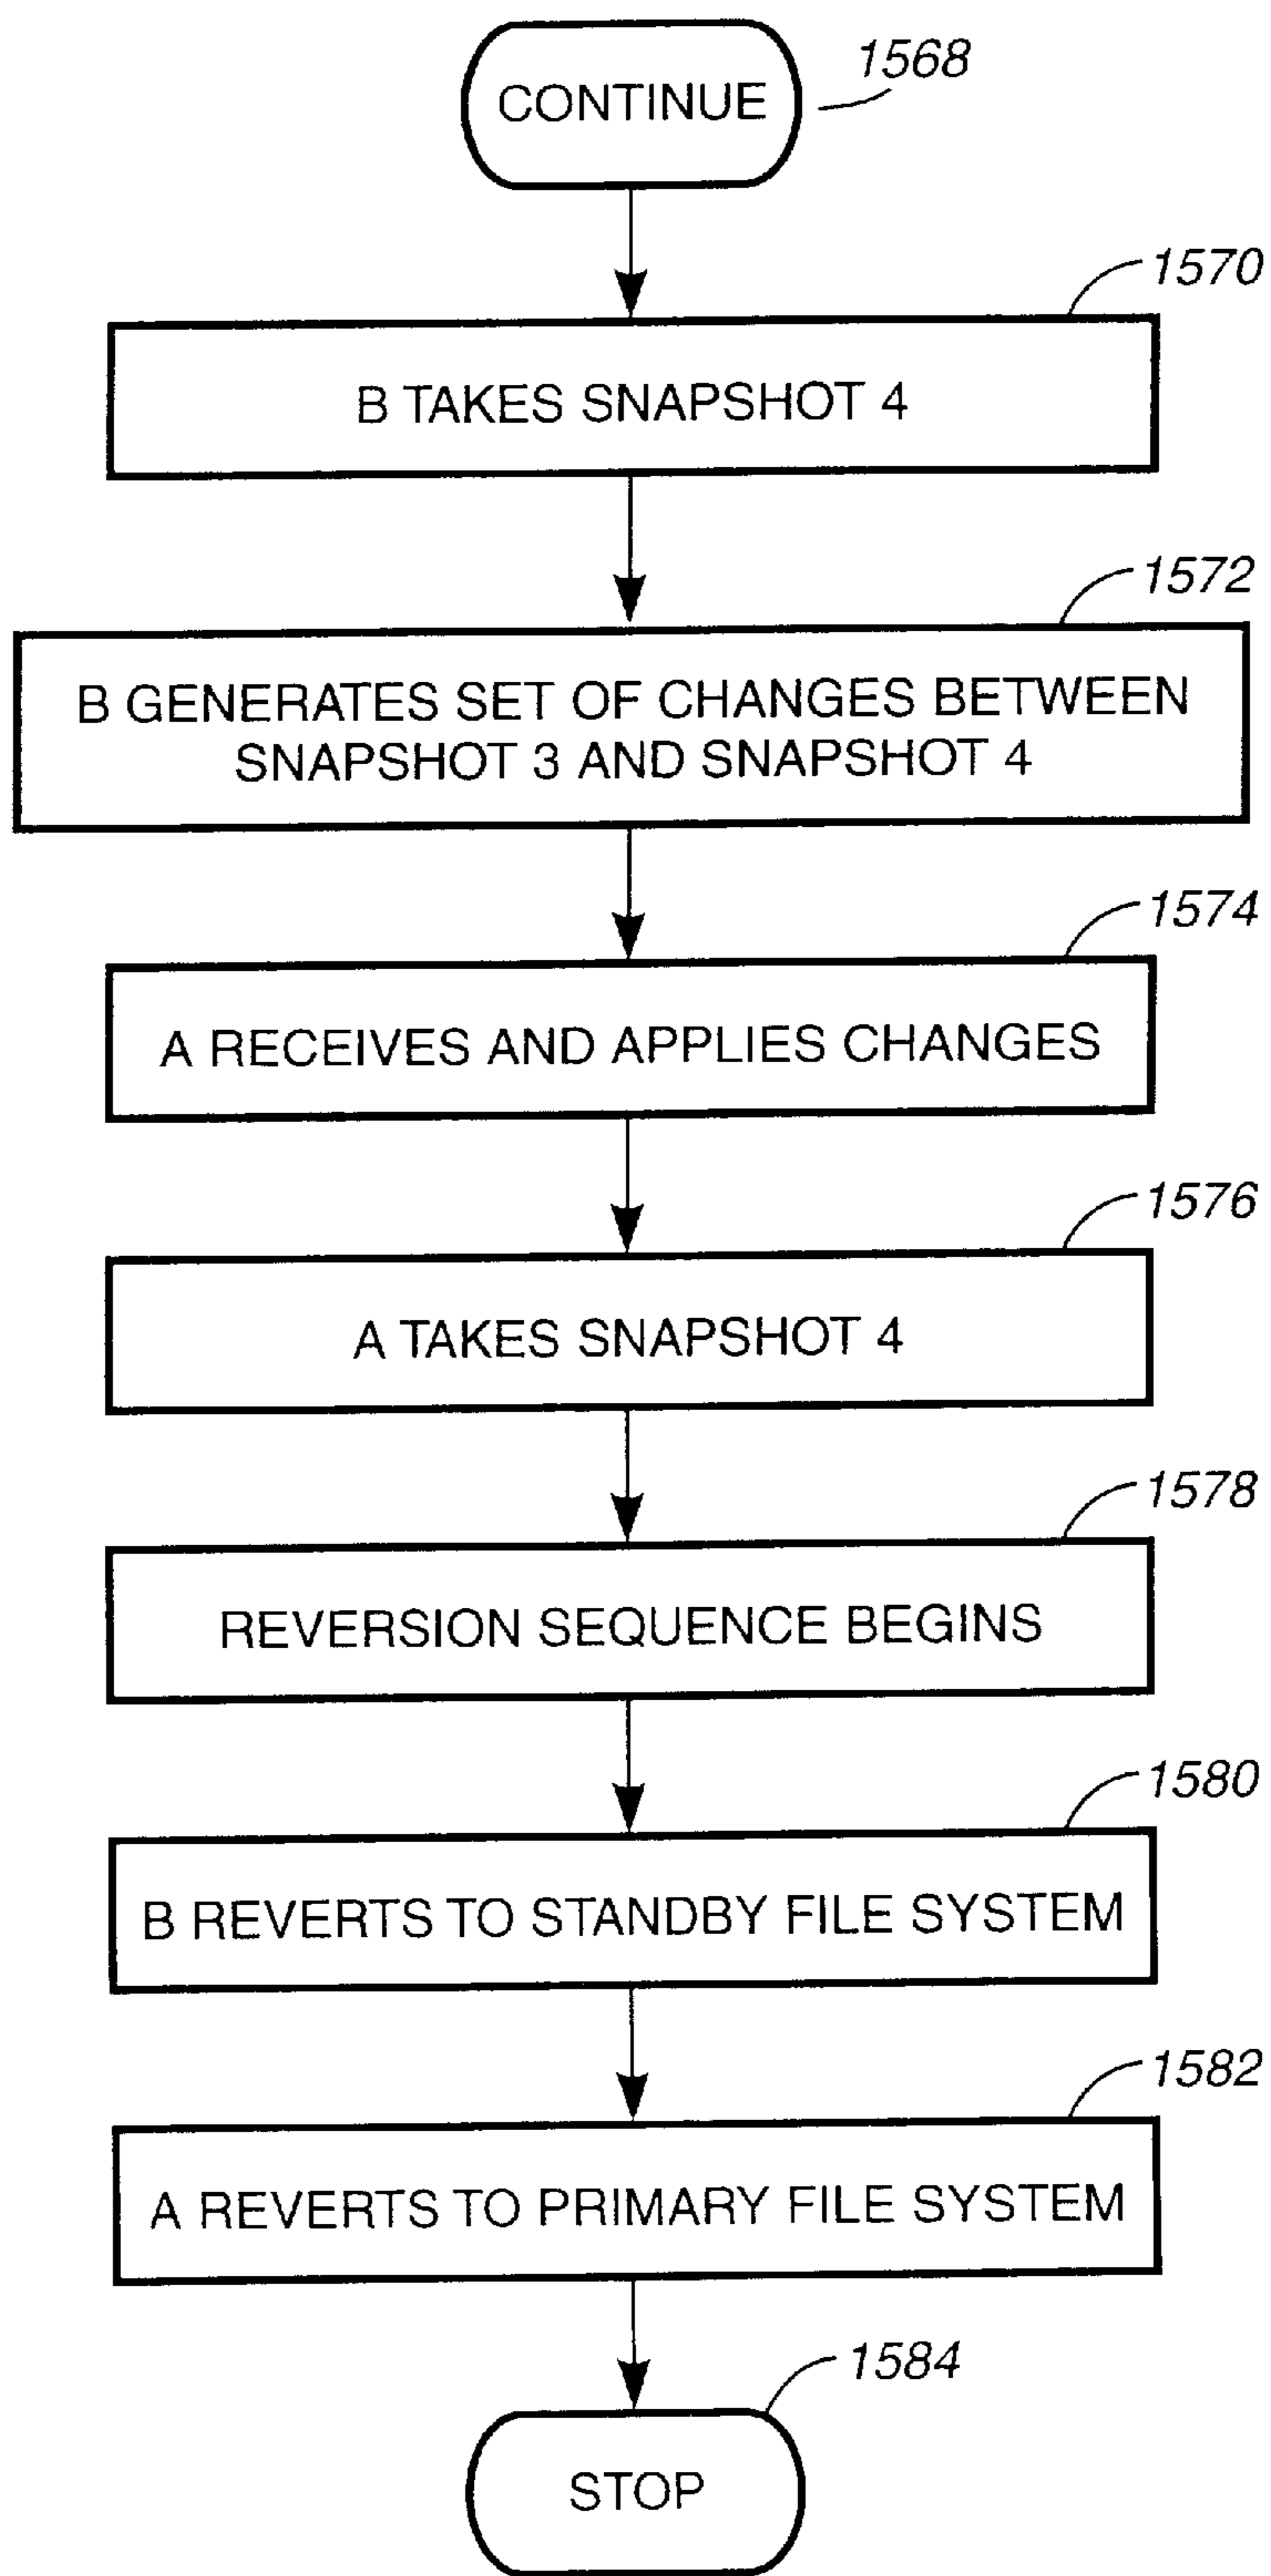 CONTINUE
1568
1570
B TAKES SNAPSHOT 4
1572
B GENERATES SET OF CHANGES BETWEEN
SNAPSHOT 3 AND SNAPSHOT 4
1574
A RECEIVES AND APPLIES CHANGES
1576
A TAKES SNAPSHOT 4
1578
REVERSION SEQUENCE BEGINS
1580
B REVERTS TO STANDBY FILE SYSTEM
1582
A REVERTS TO PRIMARY FILE SYSTEM
1584
STOP